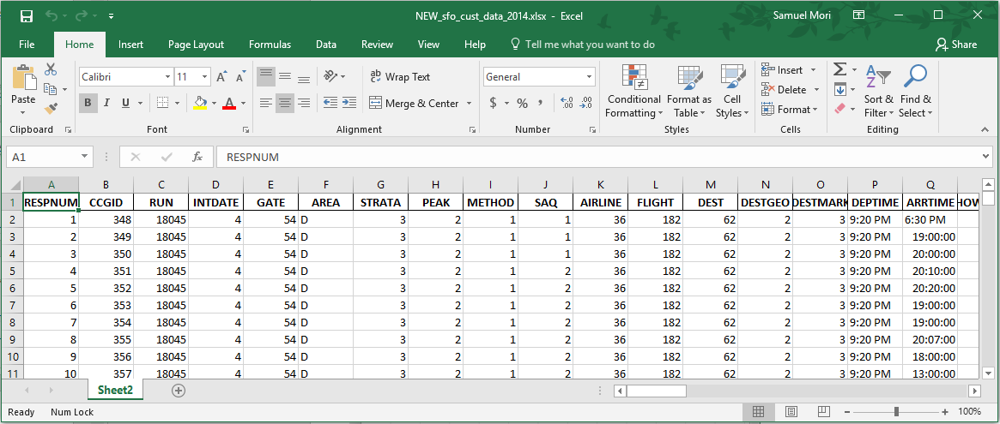 NEW_sfo_cust_data_2014.xlsx - Excel
Samuel Mori
File Home Insert Page Layout Formulas Data Review View Help Tell me what you want to do Share
Paste
Clipboard
Calibri 11
B I U A A A
Font
ab Wrap Text
Merge & Center
Alignment
General
$ % , .00 .0
Number
Conditional Formatting
Format as Table
Cell Styles
Styles
Insert
Delete
Format
Cells
Sort & Filter
Find & Select
Editing
A1 fx RESPNUM
A B C D E F G H I J K L M N O P Q
1 RESPNUM CCGID RUN INTDATE GATE AREA STRATA PEAK METHOD SAQ AIRLINE FLIGHT DEST DESTGEO DESTMARK DEPTIME ARRTIME HOW
2 1 348 18045 4 54 D 3 2 1 1 36 182 62 2 3 9:20 PM 6:30 PM
3 2 349 18045 4 54 D 3 2 1 1 36 182 62 2 3 9:20 PM 19:00:00
4 3 350 18045 4 54 D 3 2 1 1 36 182 62 2 3 9:20 PM 20:00:00
5 4 351 18045 4 54 D 3 2 1 2 36 182 62 2 3 9:20 PM 20:10:00
6 5 352 18045 4 54 D 3 2 1 2 36 182 62 2 3 9:20 PM 20:20:00
7 6 353 18045 4 54 D 3 2 1 2 36 182 62 2 3 9:20 PM 19:00:00
8 7 354 18045 4 54 D 3 2 1 2 36 182 62 2 3 9:20 PM 19:00:00
9 8 355 18045 4 54 D 3 2 1 2 36 182 62 2 3 9:20 PM 20:07:00
10 9 356 18045 4 54 D 3 2 1 2 36 182 62 2 3 9:20 PM 18:00:00
11 10 357 18045 4 54 D 3 2 1 2 36 182 62 2 3 9:20 PM 13:00:00
Sheet2
Ready Num Lock 100%